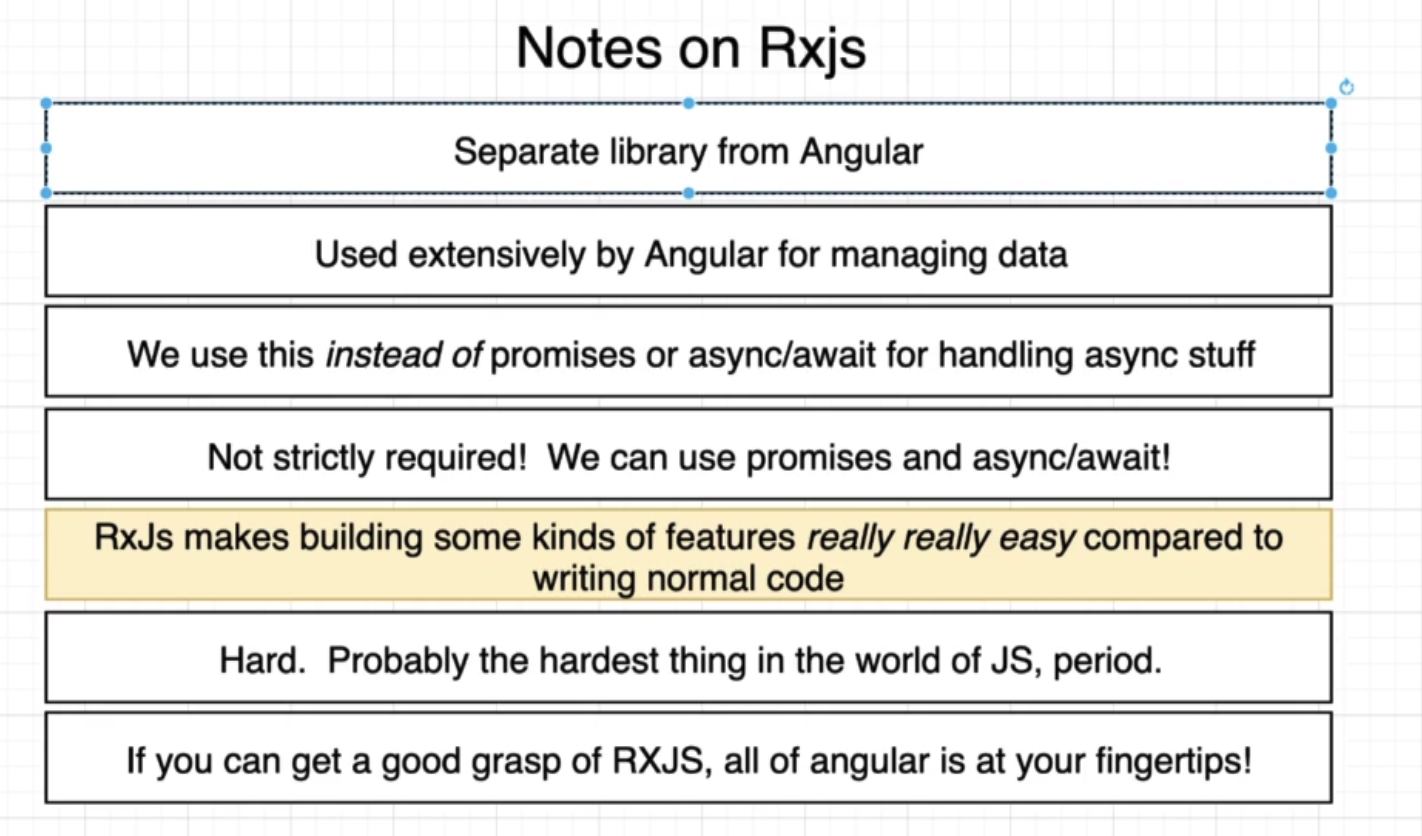 Notes on Rxjs
Separate library from Angular
Used extensively by Angular for managing data
We use this instead of promises or async/await for handling async stuff
Not strictly required!  We can use promises and async/await!
RxJs makes building some kinds of features really really easy compared to
writing normal code
Hard.  Probably the hardest thing in the world of JS, period.
If you can get a good grasp of RXJS, all of angular is at your fingertips!